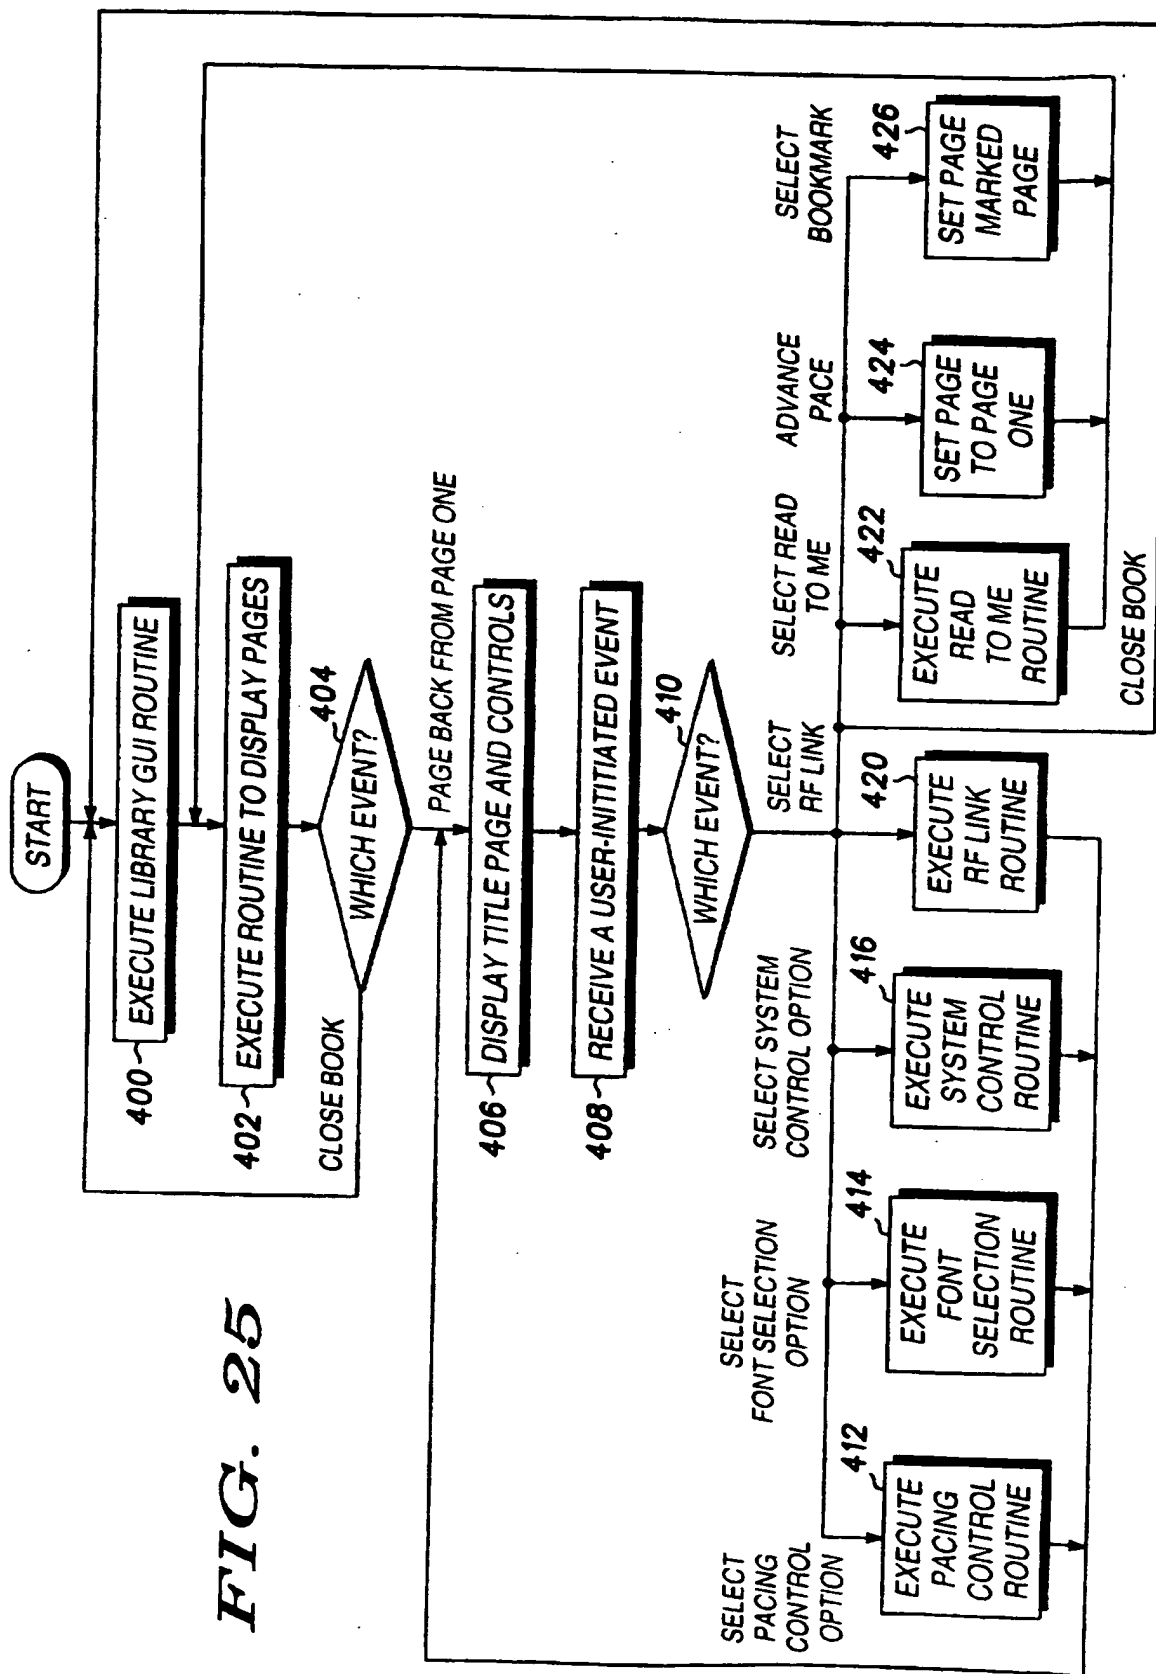 START
EXECUTE LIBRARY GUI ROUTINE
400
EXECUTE ROUTINE TO DISPLAY PAGES
402
WHICH EVENT?
404
CLOSE BOOK
PAGE BACK FROM PAGE ONE
DISPLAY TITLE PAGE AND CONTROLS
406
RECEIVE A USER-INITIATED EVENT
408
WHICH EVENT?
410
SELECT
PACING
CONTROL
OPTION
412
EXECUTE
PACING
CONTROL
ROUTINE
SELECT
FONT SELECTION
OPTION
414
EXECUTE
FONT
SELECTION
ROUTINE
SELECT SYSTEM
CONTROL OPTION
416
EXECUTE
SYSTEM
CONTROL
ROUTINE
SELECT
RF LINK
420
EXECUTE
RF LINK
ROUTINE
CLOSE BOOK
SELECT READ
TO ME
422
EXECUTE
READ
TO ME
ROUTINE
ADVANCE
PACE
424
SET PAGE
TO PAGE
ONE
SELECT
BOOKMARK
426
SET PAGE
MARKED
PAGE
FIG. 25